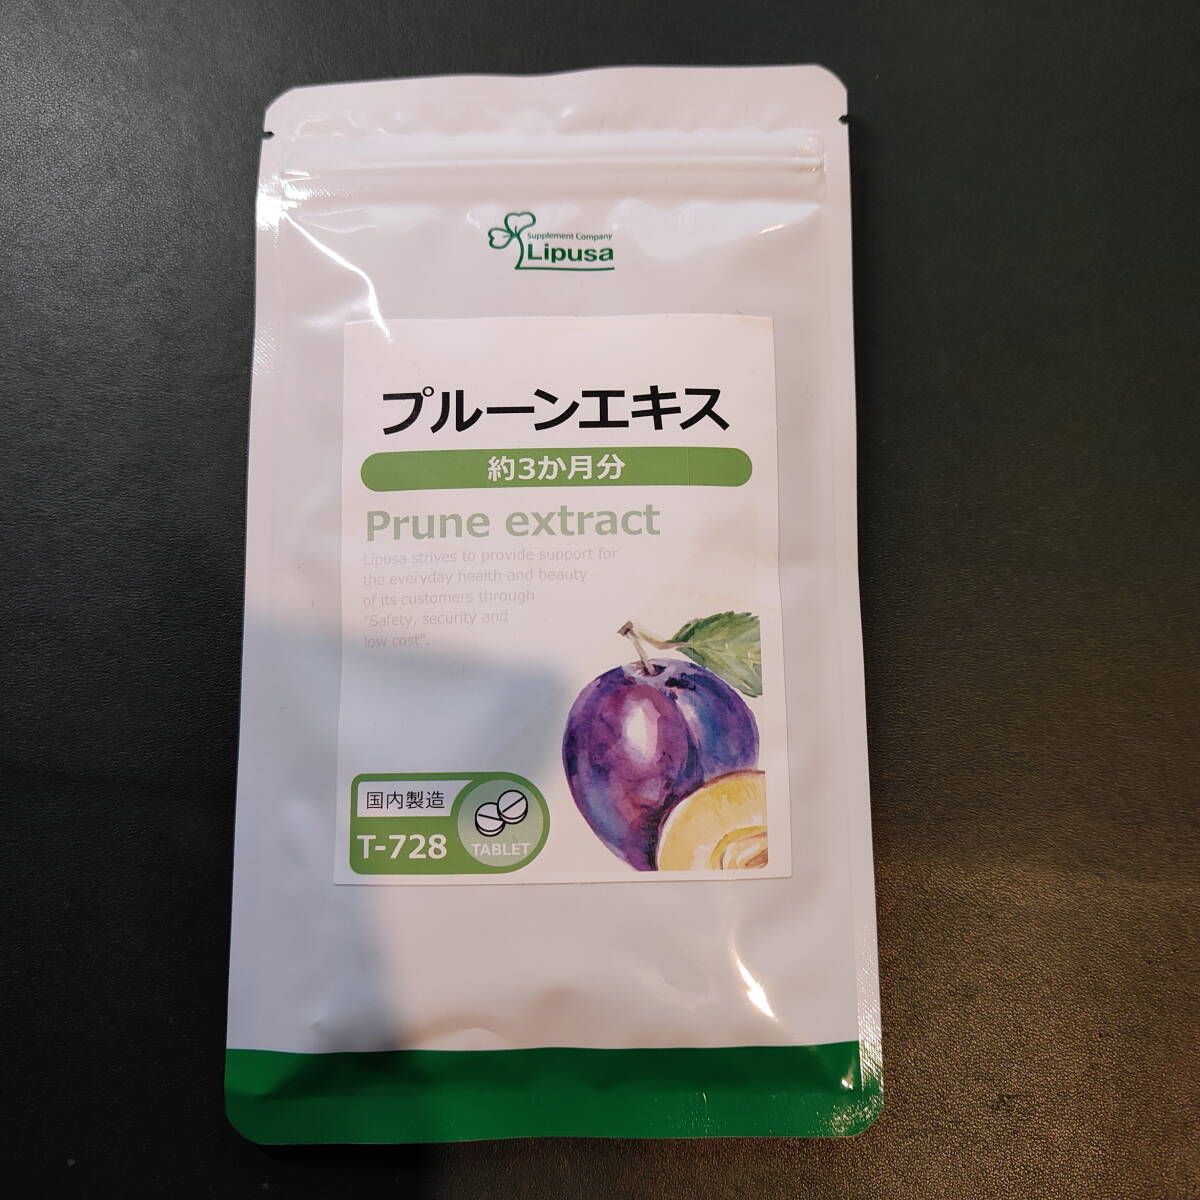 Supplement Company
Lipusa
プルーンエキス
約3か月分
Prune extract
Lipusa strives to provide support for
the everyday health and beauty
of its customers through
"Safety, security and
low cost".
国内製造
T-728
TABLET